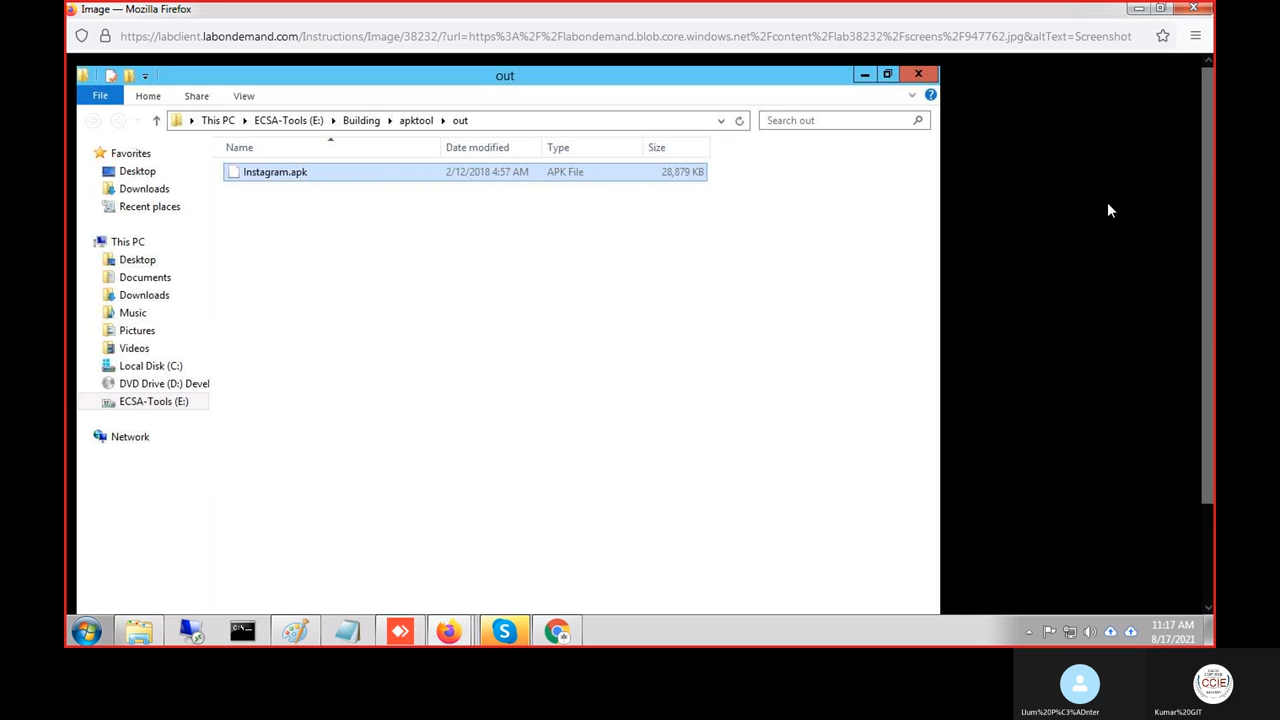 Image — Mozilla Firefox
https://labclient.labondemand.com/Instructions/Image/38232/?url=https%3A%2F%2Flabondemand.blob.core.windows.net%2Fcontent%2Flab38232%2Fscreens%2F947762.jpg&altText=Screenshot
out
File Home Share View
This PC ECSA-Tools (E:) Building apktool out
Search out
Name Date modified Type Size
Instagram.apk 2/12/2018 4:57 AM APK File 28,879 KB
Favorites
Desktop
Downloads
Recent places
This PC
Desktop
Documents
Downloads
Music
Pictures
Videos
Local Disk (C:)
DVD Drive (D:) Devel
ECSA-Tools (E:)
Network
11:17 AM
8/17/2021
Llum%20P%C3%ADnter
Kumar%20GIT
CCIE